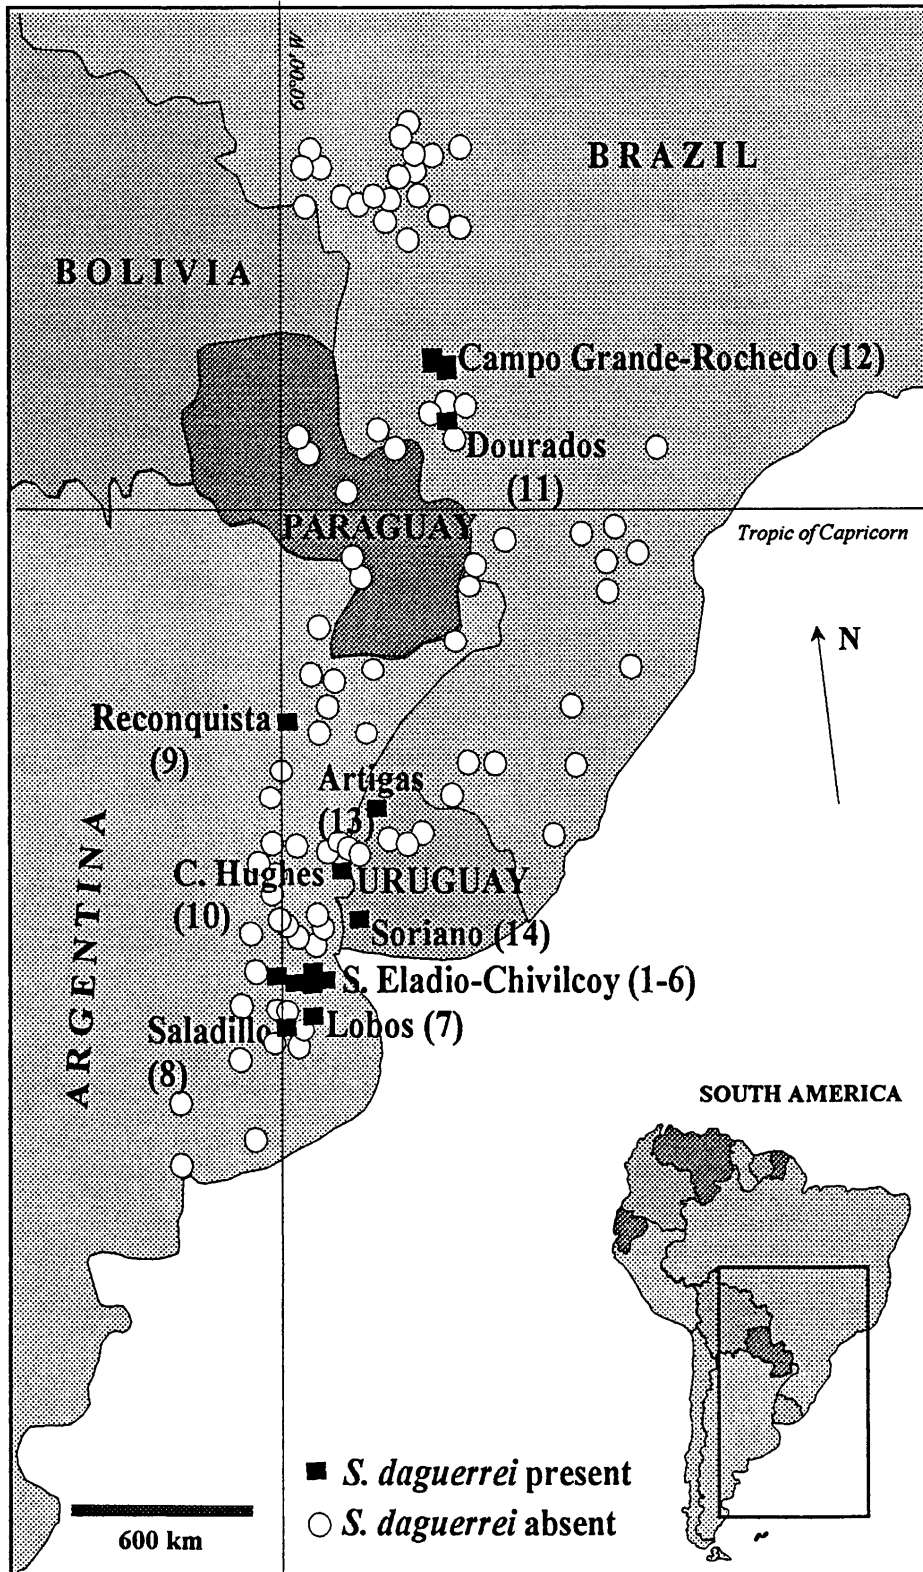 60°00' W
BRAZIL
BOLIVIA
Campo Grande-Rochedo (12)
Dourados
(11)
PARAGUAY
Tropic of Capricorn
N
Reconquista
(9)
Artigas
(13)
ARGENTINA
C. Hughes
(10)
URUGUAY
Soriano (14)
S. Eladio-Chivilcoy (1-6)
Lobos (7)
Saladillo
(8)
SOUTH AMERICA
S. daguerrei present
S. daguerrei absent
600 km